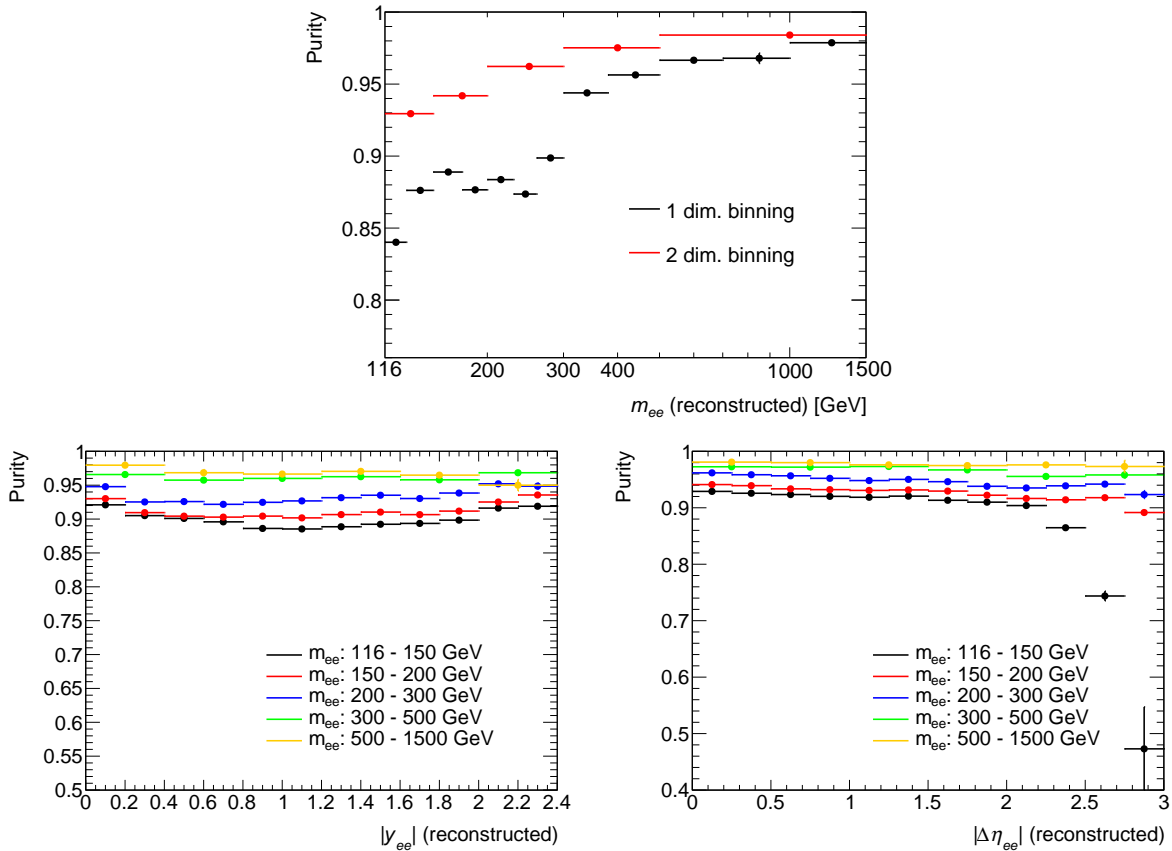 Purity
1
0.95
0.9
0.85
0.8
1 dim. binning
2 dim. binning
116 200 300 400 1000 1500
m_ee (reconstructed) [GeV]
Purity
1
0.95
0.9
0.85
0.8
0.75
0.7
0.65
0.6
0.55
0.5
m_ee: 116 - 150 GeV
m_ee: 150 - 200 GeV
m_ee: 200 - 300 GeV
m_ee: 300 - 500 GeV
m_ee: 500 - 1500 GeV
0 0.2 0.4 0.6 0.8 1 1.2 1.4 1.6 1.8 2 2.2 2.4
|y_ee| (reconstructed)
Purity
1
0.9
0.8
0.7
0.6
0.5
0.4
m_ee: 116 - 150 GeV
m_ee: 150 - 200 GeV
m_ee: 200 - 300 GeV
m_ee: 300 - 500 GeV
m_ee: 500 - 1500 GeV
0 0.5 1 1.5 2 2.5 3
|Δη_ee| (reconstructed)